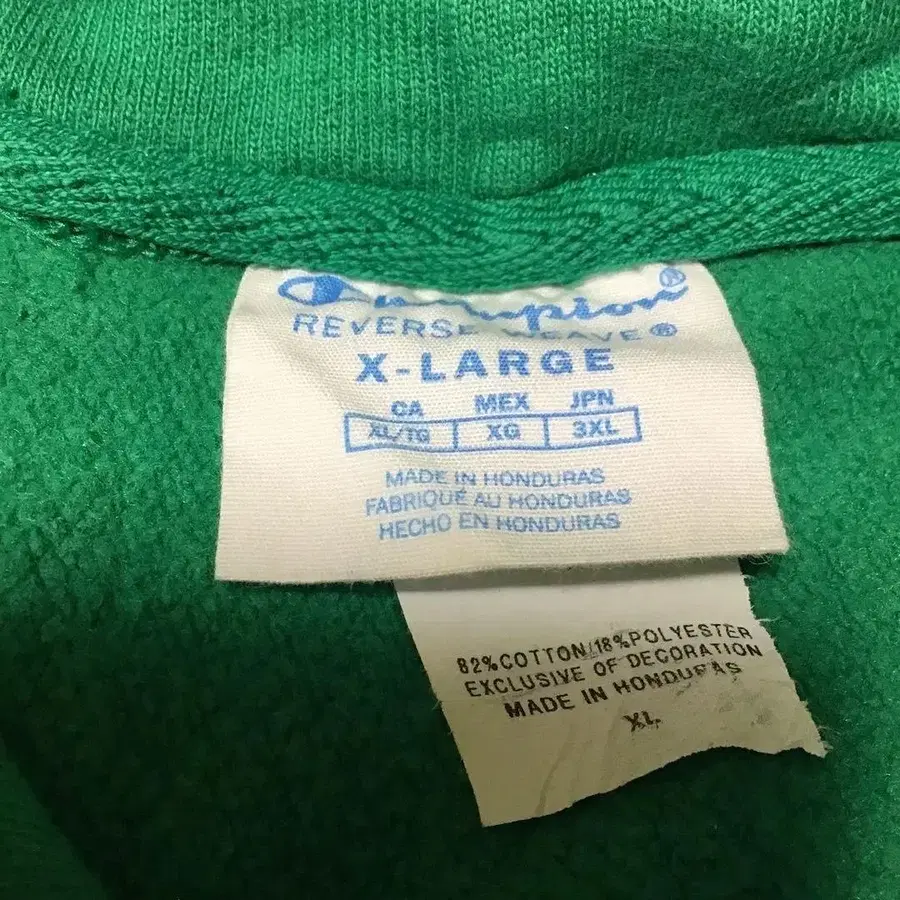 Champion®
REVERSE WEAVE®
X-LARGE
CA MEX JPN
XL/TG XG 3XL
MADE IN HONDURAS
FABRIQUÉ AU HONDURAS
HECHO EN HONDURAS
82%COTTON/18%POLYESTER
EXCLUSIVE OF DECORATION
MADE IN HONDURAS
XL